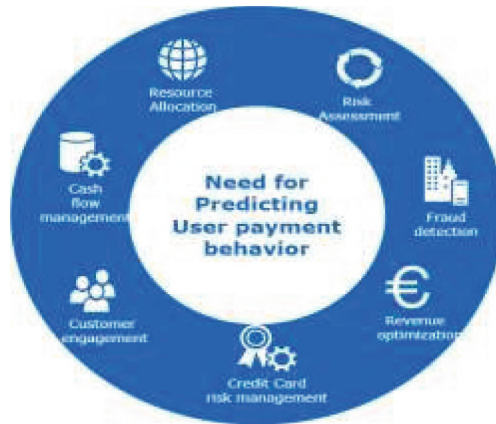 Need for
Predicting
User payment
behavior
Resource
Allocation
Risk
Assessment
Fraud
detection
Revenue
optimization
Credit Card
risk management
Customer
engagement
Cash
flow
management